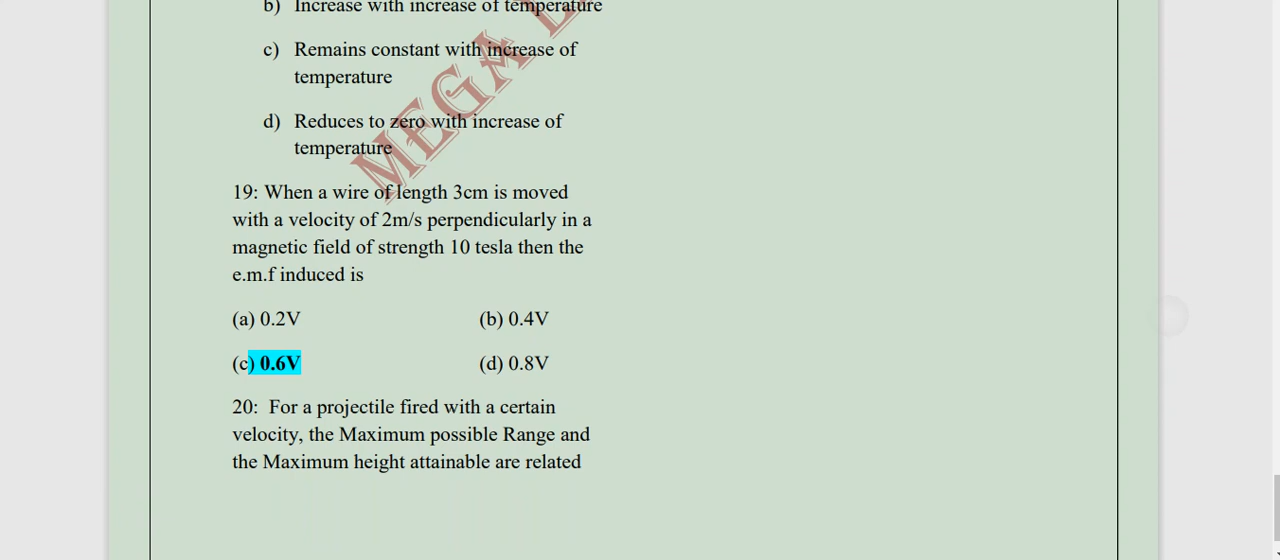 b) Increase with increase of temperature
c) Remains constant with increase of
temperature
d) Reduces to zero with increase of
temperature
MEGA L
19: When a wire of length 3cm is moved
with a velocity of 2m/s perpendicularly in a
magnetic field of strength 10 tesla then the
e.m.f induced is
(a) 0.2V (b) 0.4V
(c) 0.6V (d) 0.8V
20: For a projectile fired with a certain
velocity, the Maximum possible Range and
the Maximum height attainable are related